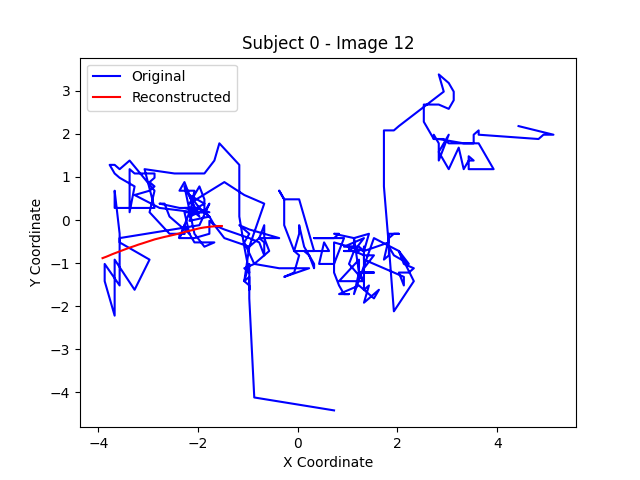 Subject 0 - Image 12
Original
Reconstructed
3
2
1
0
−1
−2
−3
−4
Y Coordinate
−4 −2 0 2 4
X Coordinate